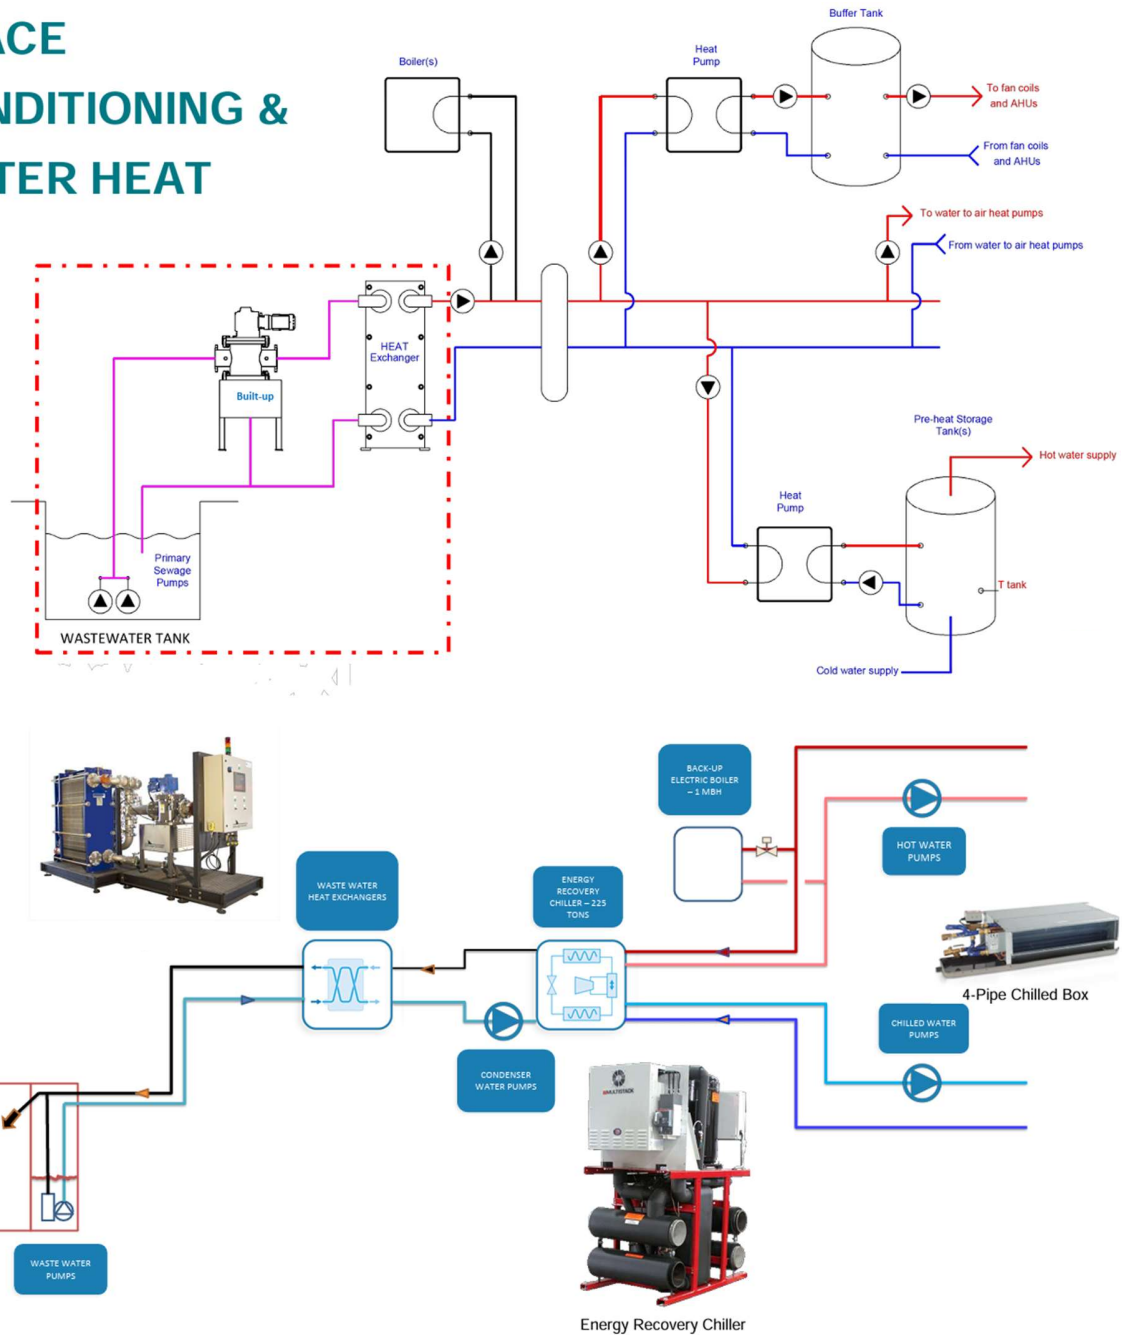 ACE
NDITIONING &
TER HEAT
Buffer Tank
Boiler(s)
Heat
Pump
To fan coils
and AHUs
From fan coils
and AHUs
To water to air heat pumps
From water to air heat pumps
HEAT
Exchanger
Built-up
Primary
Sewage
Pumps
WASTEWATER TANK
Pre-heat Storage
Tank(s)
Hot water supply
Heat
Pump
T tank
Cold water supply
BACK-UP
ELECTRIC BOILER
– 1 MBH
HOT WATER
PUMPS
WASTE WATER
HEAT EXCHANGERS
ENERGY
RECOVERY
CHILLER – 225
TONS
4-Pipe Chilled Box
CHILLED WATER
PUMPS
CONDENSER
WATER PUMPS
MULTISTACK
WASTE WATER
PUMPS
Energy Recovery Chiller